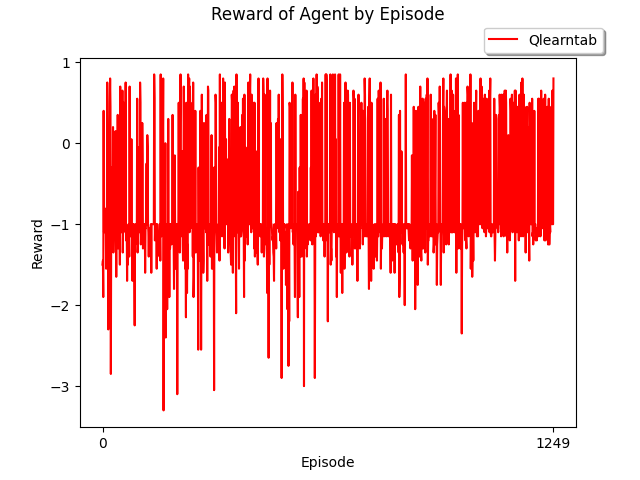 Reward of Agent by Episode
Qlearntab
1
0
−1
−2
−3
Reward
0
1249
Episode